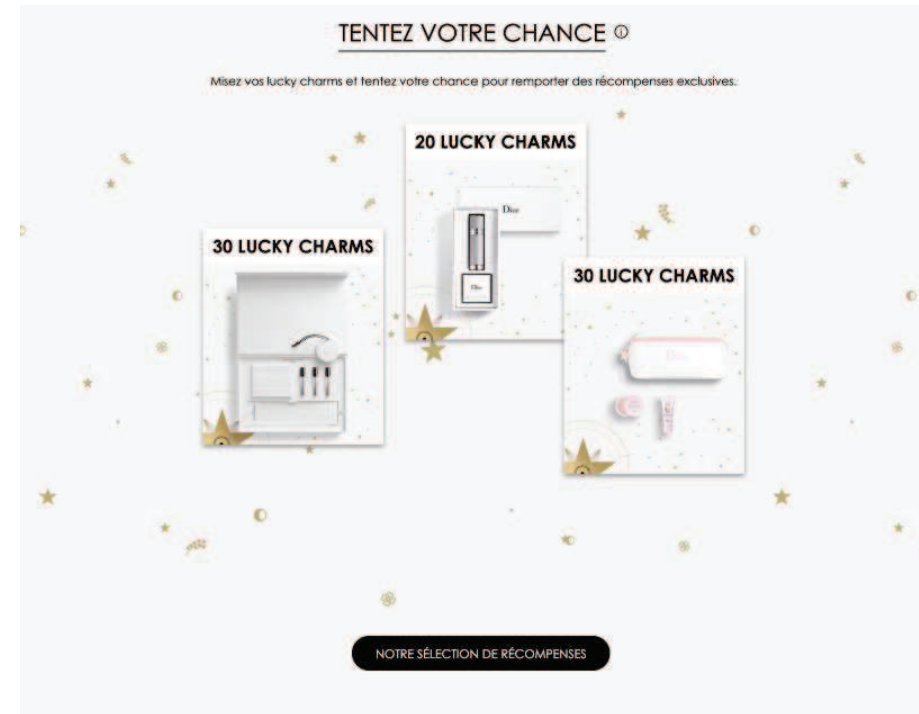 TENTEZ VOTRE CHANCE
Misez vos lucky charms et tentez votre chance pour remporter des récompenses exclusives.
20 LUCKY CHARMS
Dior
Dior
30 LUCKY CHARMS
30 LUCKY CHARMS
Dior
NOTRE SÉLECTION DE RÉCOMPENSES